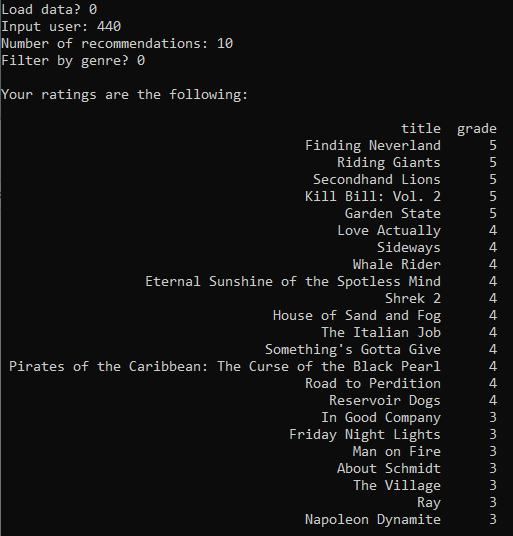 Load data? 0
Input user: 440
Number of recommendations: 10
Filter by genre? 0
Your ratings are the following:
title grade
Finding Neverland 5
Riding Giants 5
Secondhand Lions 5
Kill Bill: Vol. 2 5
Garden State 5
Love Actually 4
Sideways 4
Whale Rider 4
Eternal Sunshine of the Spotless Mind 4
Shrek 2 4
House of Sand and Fog 4
The Italian Job 4
Something's Gotta Give 4
Pirates of the Caribbean: The Curse of the Black Pearl 4
Road to Perdition 4
Reservoir Dogs 4
In Good Company 3
Friday Night Lights 3
Man on Fire 3
About Schmidt 3
The Village 3
Ray 3
Napoleon Dynamite 3